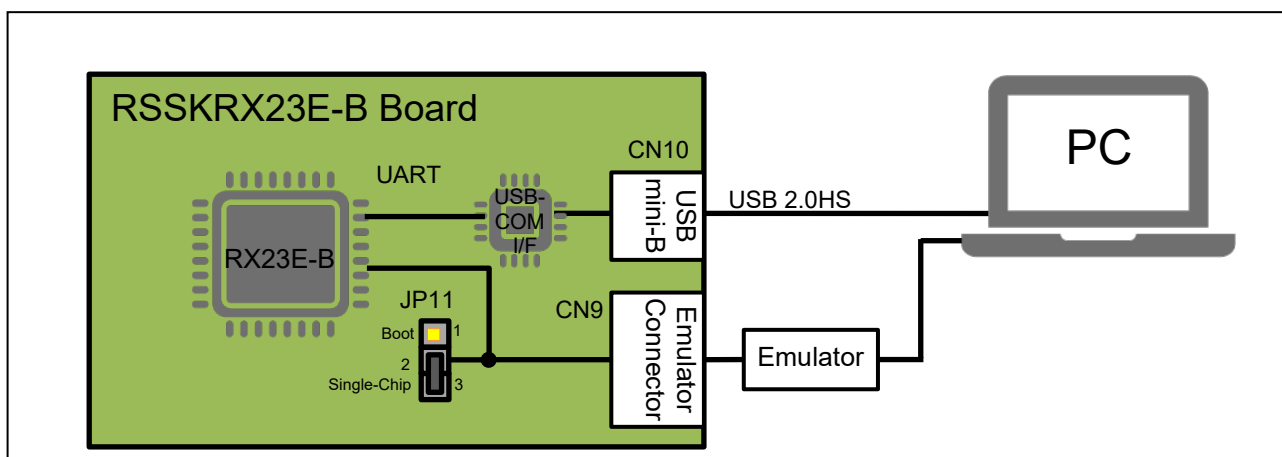 RSSKRX23E-B Board
CN10
PC
UART
USB-
COM
I/F
USB
mini-B
USB 2.0HS
RX23E-B
JP11
CN9
Boot
1
2
Single-Chip
3
Emulator
Connector
Emulator